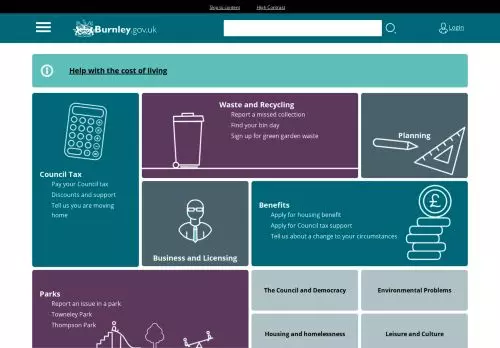 Skip to content High Contrast
Burnley.gov.uk
Login
Help with the cost of living
Waste and Recycling
Report a missed collection
Find your bin day
Sign up for green garden waste
Planning
Council Tax
Pay your Council tax
Discounts and support
Tell us you are moving
home
Business and Licensing
Benefits
Apply for housing benefit
Apply for Council tax support
Tell us about a change to your circumstances
£
Parks
Report an issue in a park
Towneley Park
Thompson Park
The Council and Democracy
Environmental Problems
Housing and homelessness
Leisure and Culture